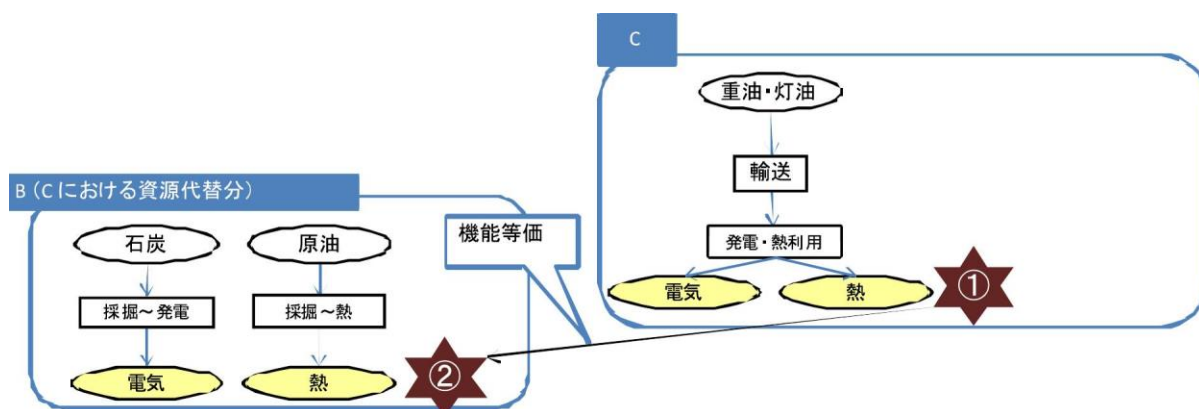 C
重油・灯油
輸送
発電・熱利用
電気
熱
①
B（Cにおける資源代替分）
機能等価
石炭
原油
採掘～発電
採掘～熱
電気
熱
②